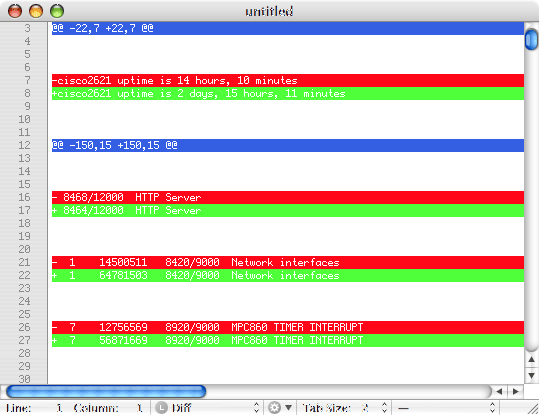 untitled
3 @@ -22,7 +22,7 @@
4
5
6
7 -cisco2621 uptime is 14 hours, 10 minutes
8 +cisco2621 uptime is 2 days, 15 hours, 11 minutes
9
10
11
12 @@ -150,15 +150,15 @@
13
14
15
16 - 8468/12000 HTTP Server
17 + 8464/12000 HTTP Server
18
19
20
21 - 1 14500511 8420/9000 Network interfaces
22 + 1 64781503 8420/9000 Network interfaces
23
24
25
26 - 7 12756569 8920/9000 MPC860 TIMER INTERRUPT
27 + 7 56871669 8920/9000 MPC860 TIMER INTERRUPT
28
29
30
Line: 1 Column: 1 L Diff Tab Size: 2 —